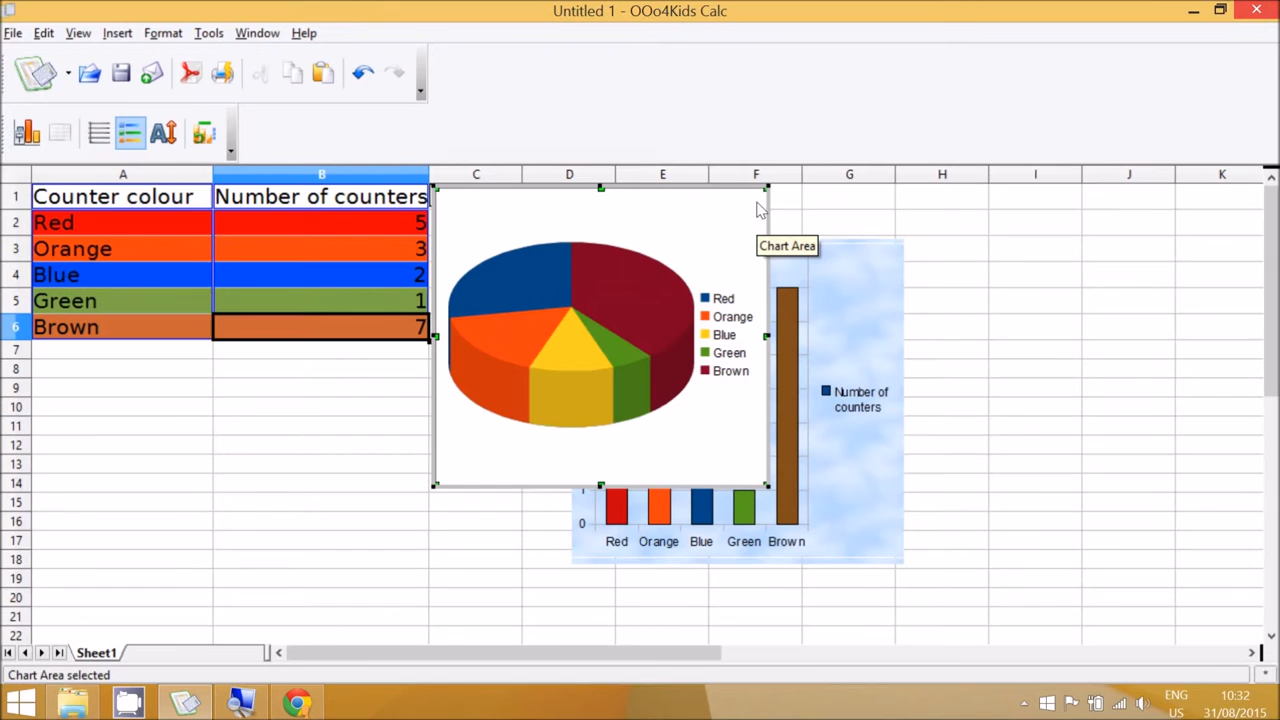 Untitled 1 - OOo4Kids Calc
File Edit View Insert Format Tools Window Help
A B C D E F G H I J K
1 Counter colour Number of counters
2 Red 5
3 Orange 3
4 Blue 2
5 Green 1
6 Brown 7
7
8
9
10
11
12
13
14
15
16
17
18
19
20
21
22
Chart Area
Red
Orange
Blue
Green
Brown
Number of
counters
1
0
Red Orange Blue Green Brown
Sheet1
Chart Area selected *
ENG 10:32
US 31/08/2015